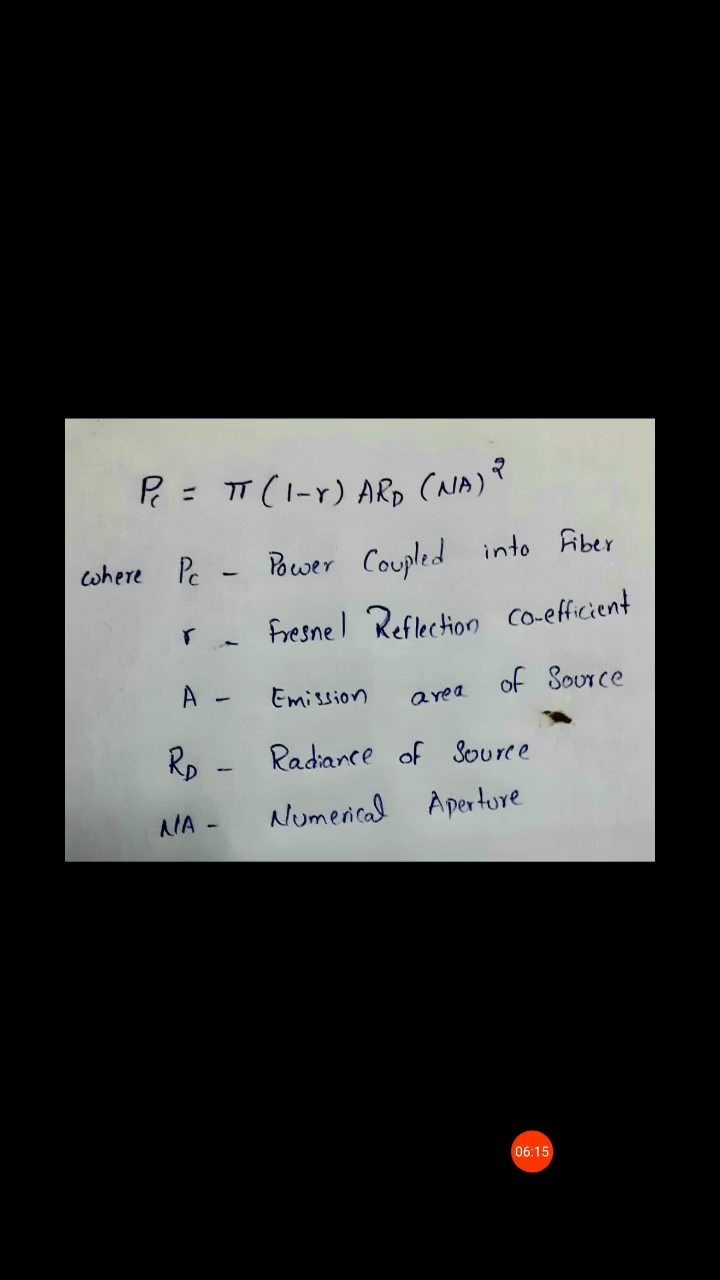 Pc = π (1-r) ARD (NA)²
where Pc - Power Coupled into Fiber
r - Fresnel Reflection co-efficient
A - Emission area of Source
RD - Radiance of Source
NA - Numerical Aperture
06:15